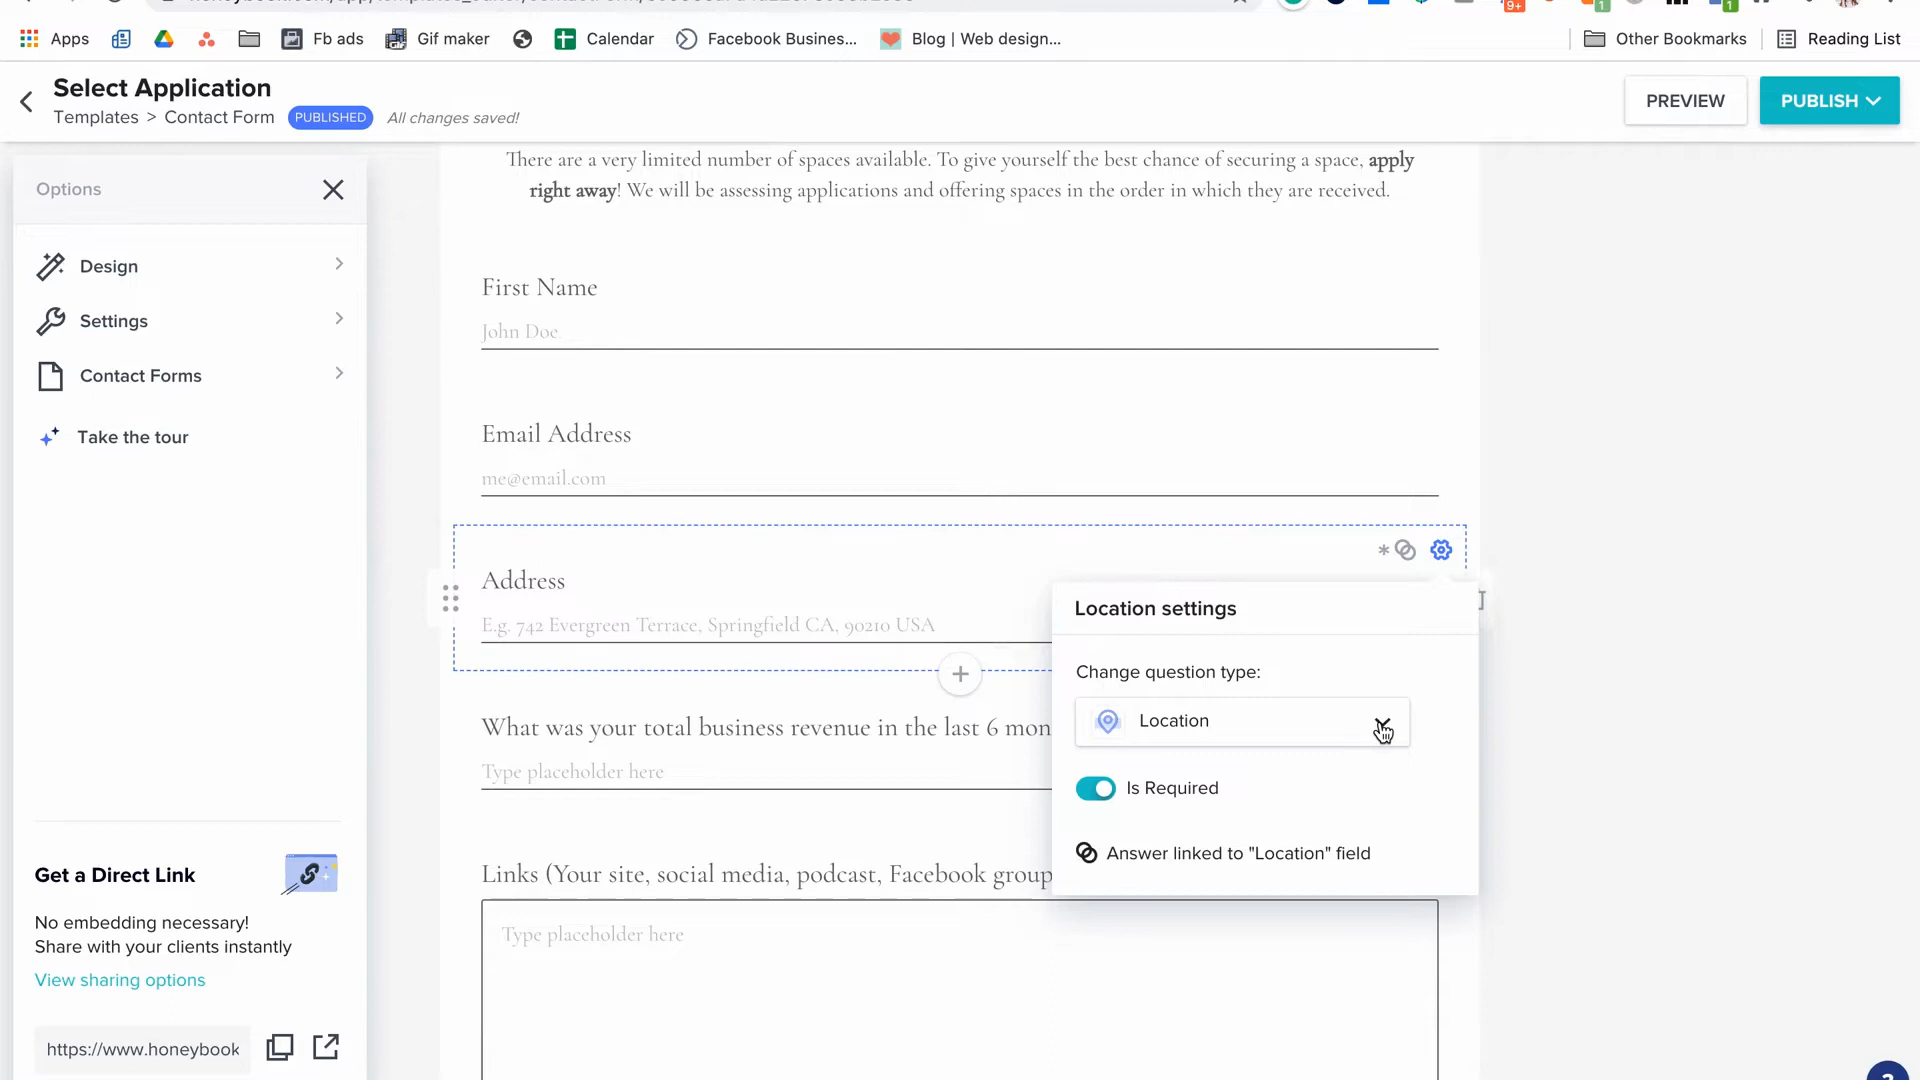 Apps
Fb ads
Gif maker
Calendar
Facebook Business...
Blog | Web design...
Other Bookmarks
Reading List
9+
1
1
Select Application
Templates > Contact Form
PUBLISHED
All changes saved!
PREVIEW
PUBLISH
Options
Design
Settings
Contact Forms
Take the tour
Get a Direct Link
No embedding necessary!
Share with your clients instantly
View sharing options
https://www.honeybook
There are a very limited number of spaces available. To give yourself the best chance of securing a space, apply
right away! We will be assessing applications and offering spaces in the order in which they are received.
First Name
John Doe
Email Address
me@email.com
*
Address
E.g. 742 Evergreen Terrace, Springfield CA, 90210 USA
What was your total business revenue in the last 6 mon
Type placeholder here
Links (Your site, social media, podcast, Facebook group
Type placeholder here
Location settings
Change question type:
Location
Is Required
Answer linked to "Location" field